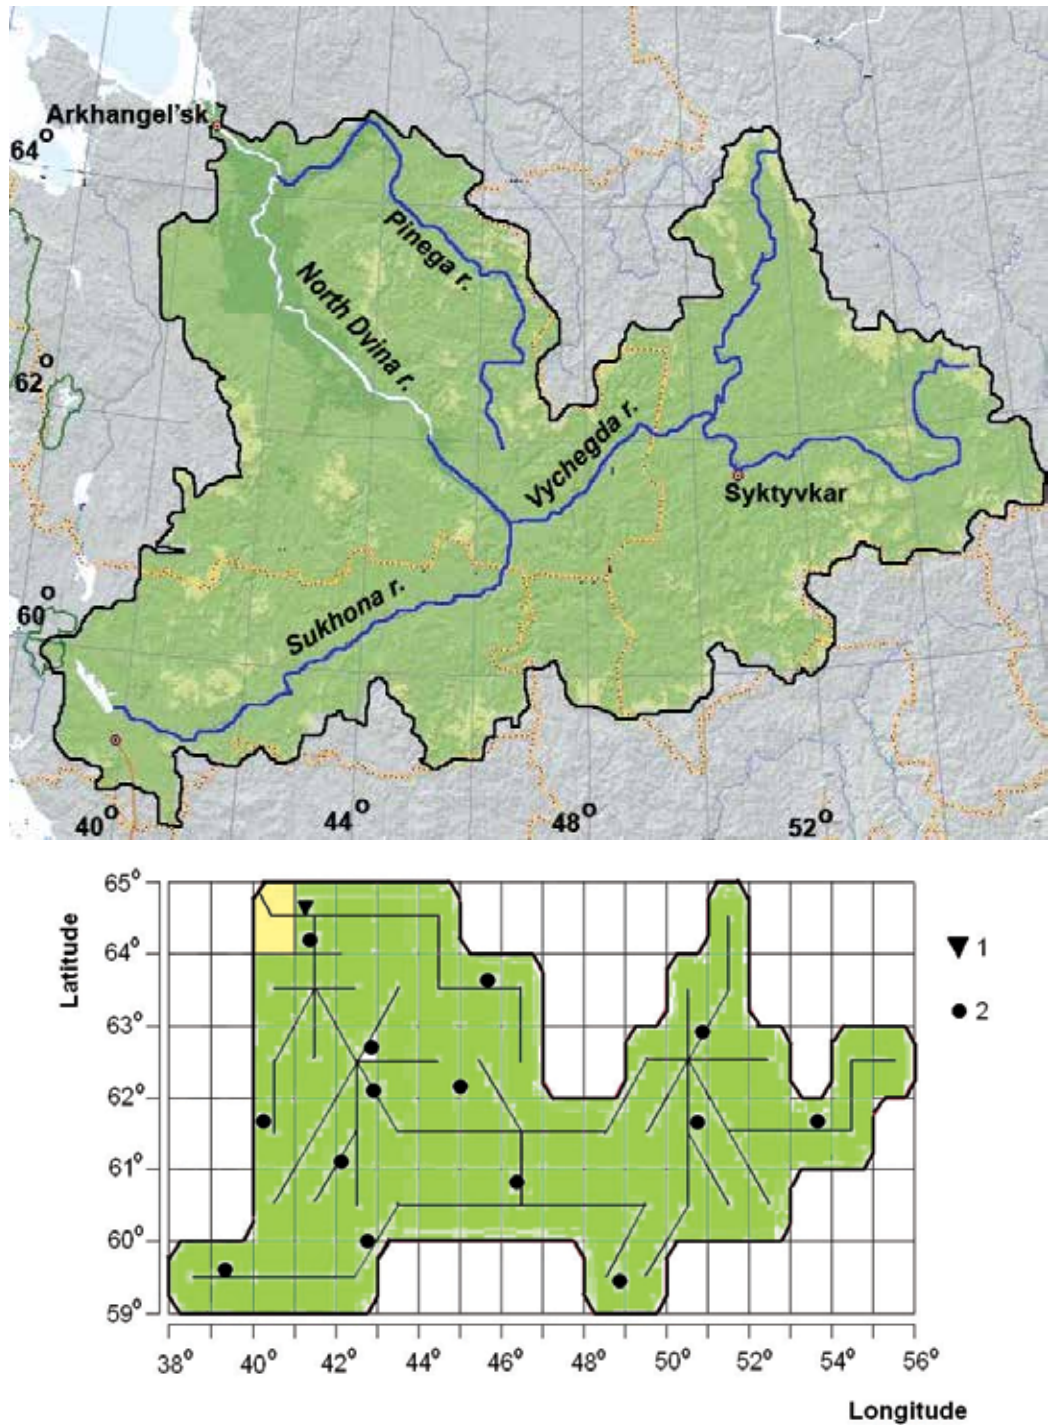 Arkhangel'sk
64°
Pinega r.
North Dvina r.
62°
Vychegda r.
Syktyvkar
60°
Sukhona r.
40°
44°
48°
52°
65°
64°
63°
62°
61°
60°
59°
Latitude
1
2
38° 40° 42° 44° 46° 48° 50° 52° 54° 56°
Longitude